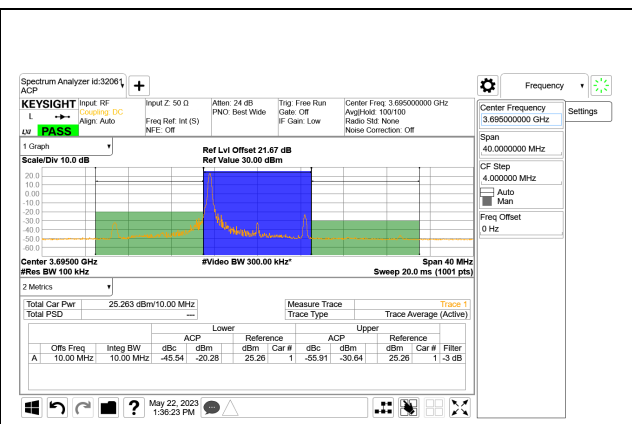 Spectrum Analyzer id:32061
ACP
Frequency
KEYSIGHT Input: RF Input Z: 50 Ω Atten: 24 dB Trig: Free Run Center Freq: 3.695000000 GHz
L Coupling: DC PNO: Best Wide Gate: Off Avg|Hold: 100/100
Align: Auto Freq Ref: Int (S) IF Gain: Low Radio Std: None
PASS NFE: Off Noise Correction: Off
Center Frequency
3.695000000 GHz
Settings
Span
40.0000000 MHz
CF Step
4.000000 MHz
Auto
Man
Freq Offset
0 Hz
1 Graph
Ref Lvl Offset 21.67 dB
Scale/Div 10.0 dB Ref Value 30.00 dBm
20.0
10.0
0.00
-10.0
-20.0
-30.0
-40.0
-50.0
-60.0
Center 3.69500 GHz #Video BW 300.00 kHz* Span 40 MHz
#Res BW 100 kHz Sweep 20.0 ms (1001 pts)
2 Metrics
Total Car Pwr 25.263 dBm/10.00 MHz Measure Trace Trace 1
Total PSD --- Trace Type Trace Average (Active)
Lower Upper
ACP Reference ACP Reference
Offs Freq Integ BW dBc dBm dBm Car # dBc dBm dBm Car # Filter
A 10.00 MHz 10.00 MHz -45.54 -20.28 25.26 1 -55.91 -30.64 25.26 1 -3 dB
May 22, 2023
1:36:23 PM